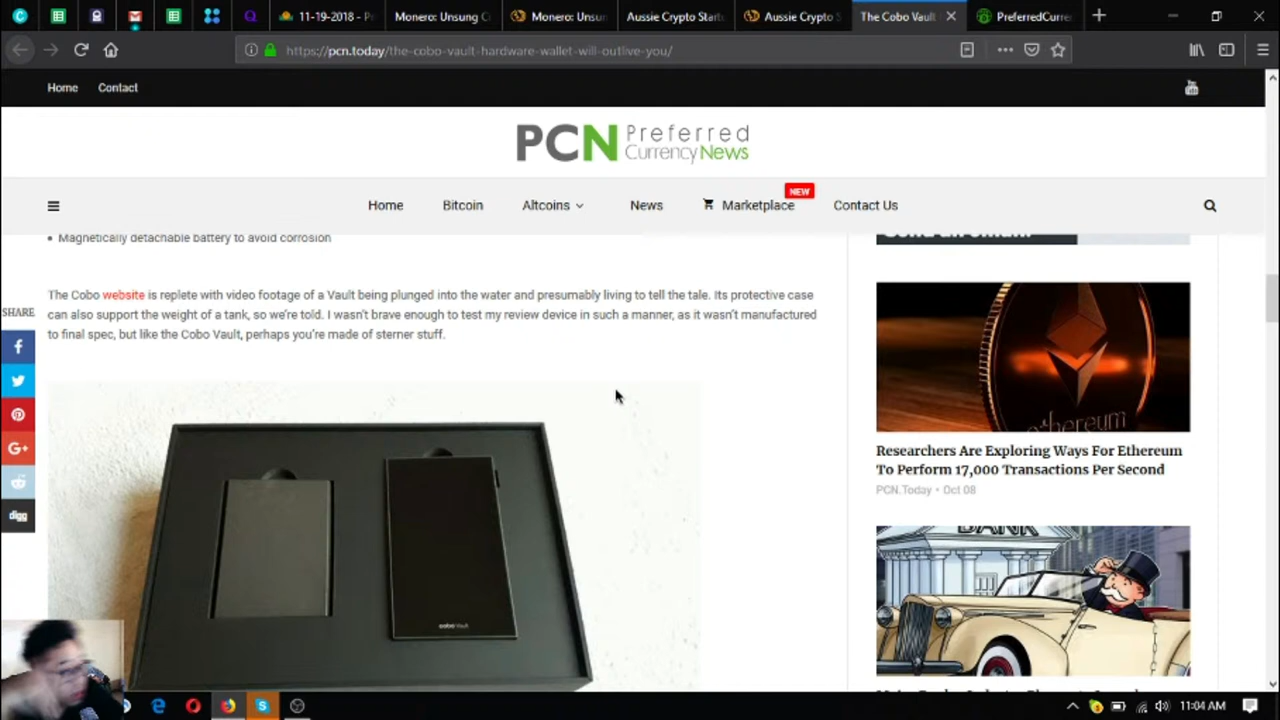 11-19-2018 - P
Monero: Unsung C
Monero: Unsun
Aussie Crypto Start
Aussie Crypto S
The Cobo Vault
PreferredCurre
https://pcn.today/the-cobo-vault-hardware-wallet-will-outlive-you/
Home Contact
PCN Preferred
CurrencyNews
NEW
Home Bitcoin Altcoins News Marketplace Contact Us
Magnetically detachable battery to avoid corrosion
The Cobo website is replete with video footage of a Vault being plunged into the water and presumably living to tell the tale. Its protective case
can also support the weight of a tank, so we're told. I wasn't brave enough to test my review device in such a manner, as it wasn't manufactured
to final spec, but like the Cobo Vault, perhaps you're made of sterner stuff.
SHARE
digg
cobo Vault
ethereum
Researchers Are Exploring Ways For Ethereum
To Perform 17,000 Transactions Per Second
PCN.Today • Oct 08
BANK
11:04 AM